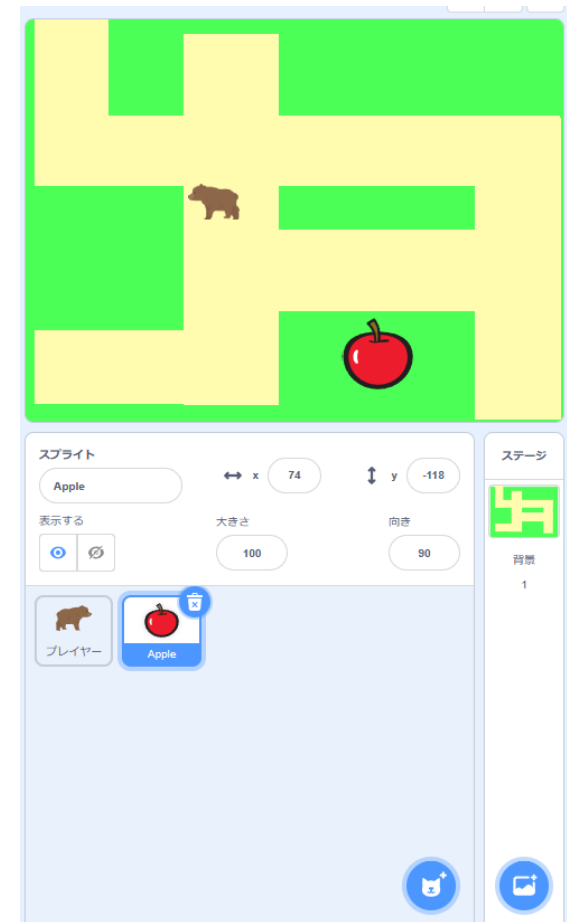 スプライト
Apple
x 74
y -118
表示する
大きさ
100
向き
90
ステージ
背景
1
プレイヤー
Apple